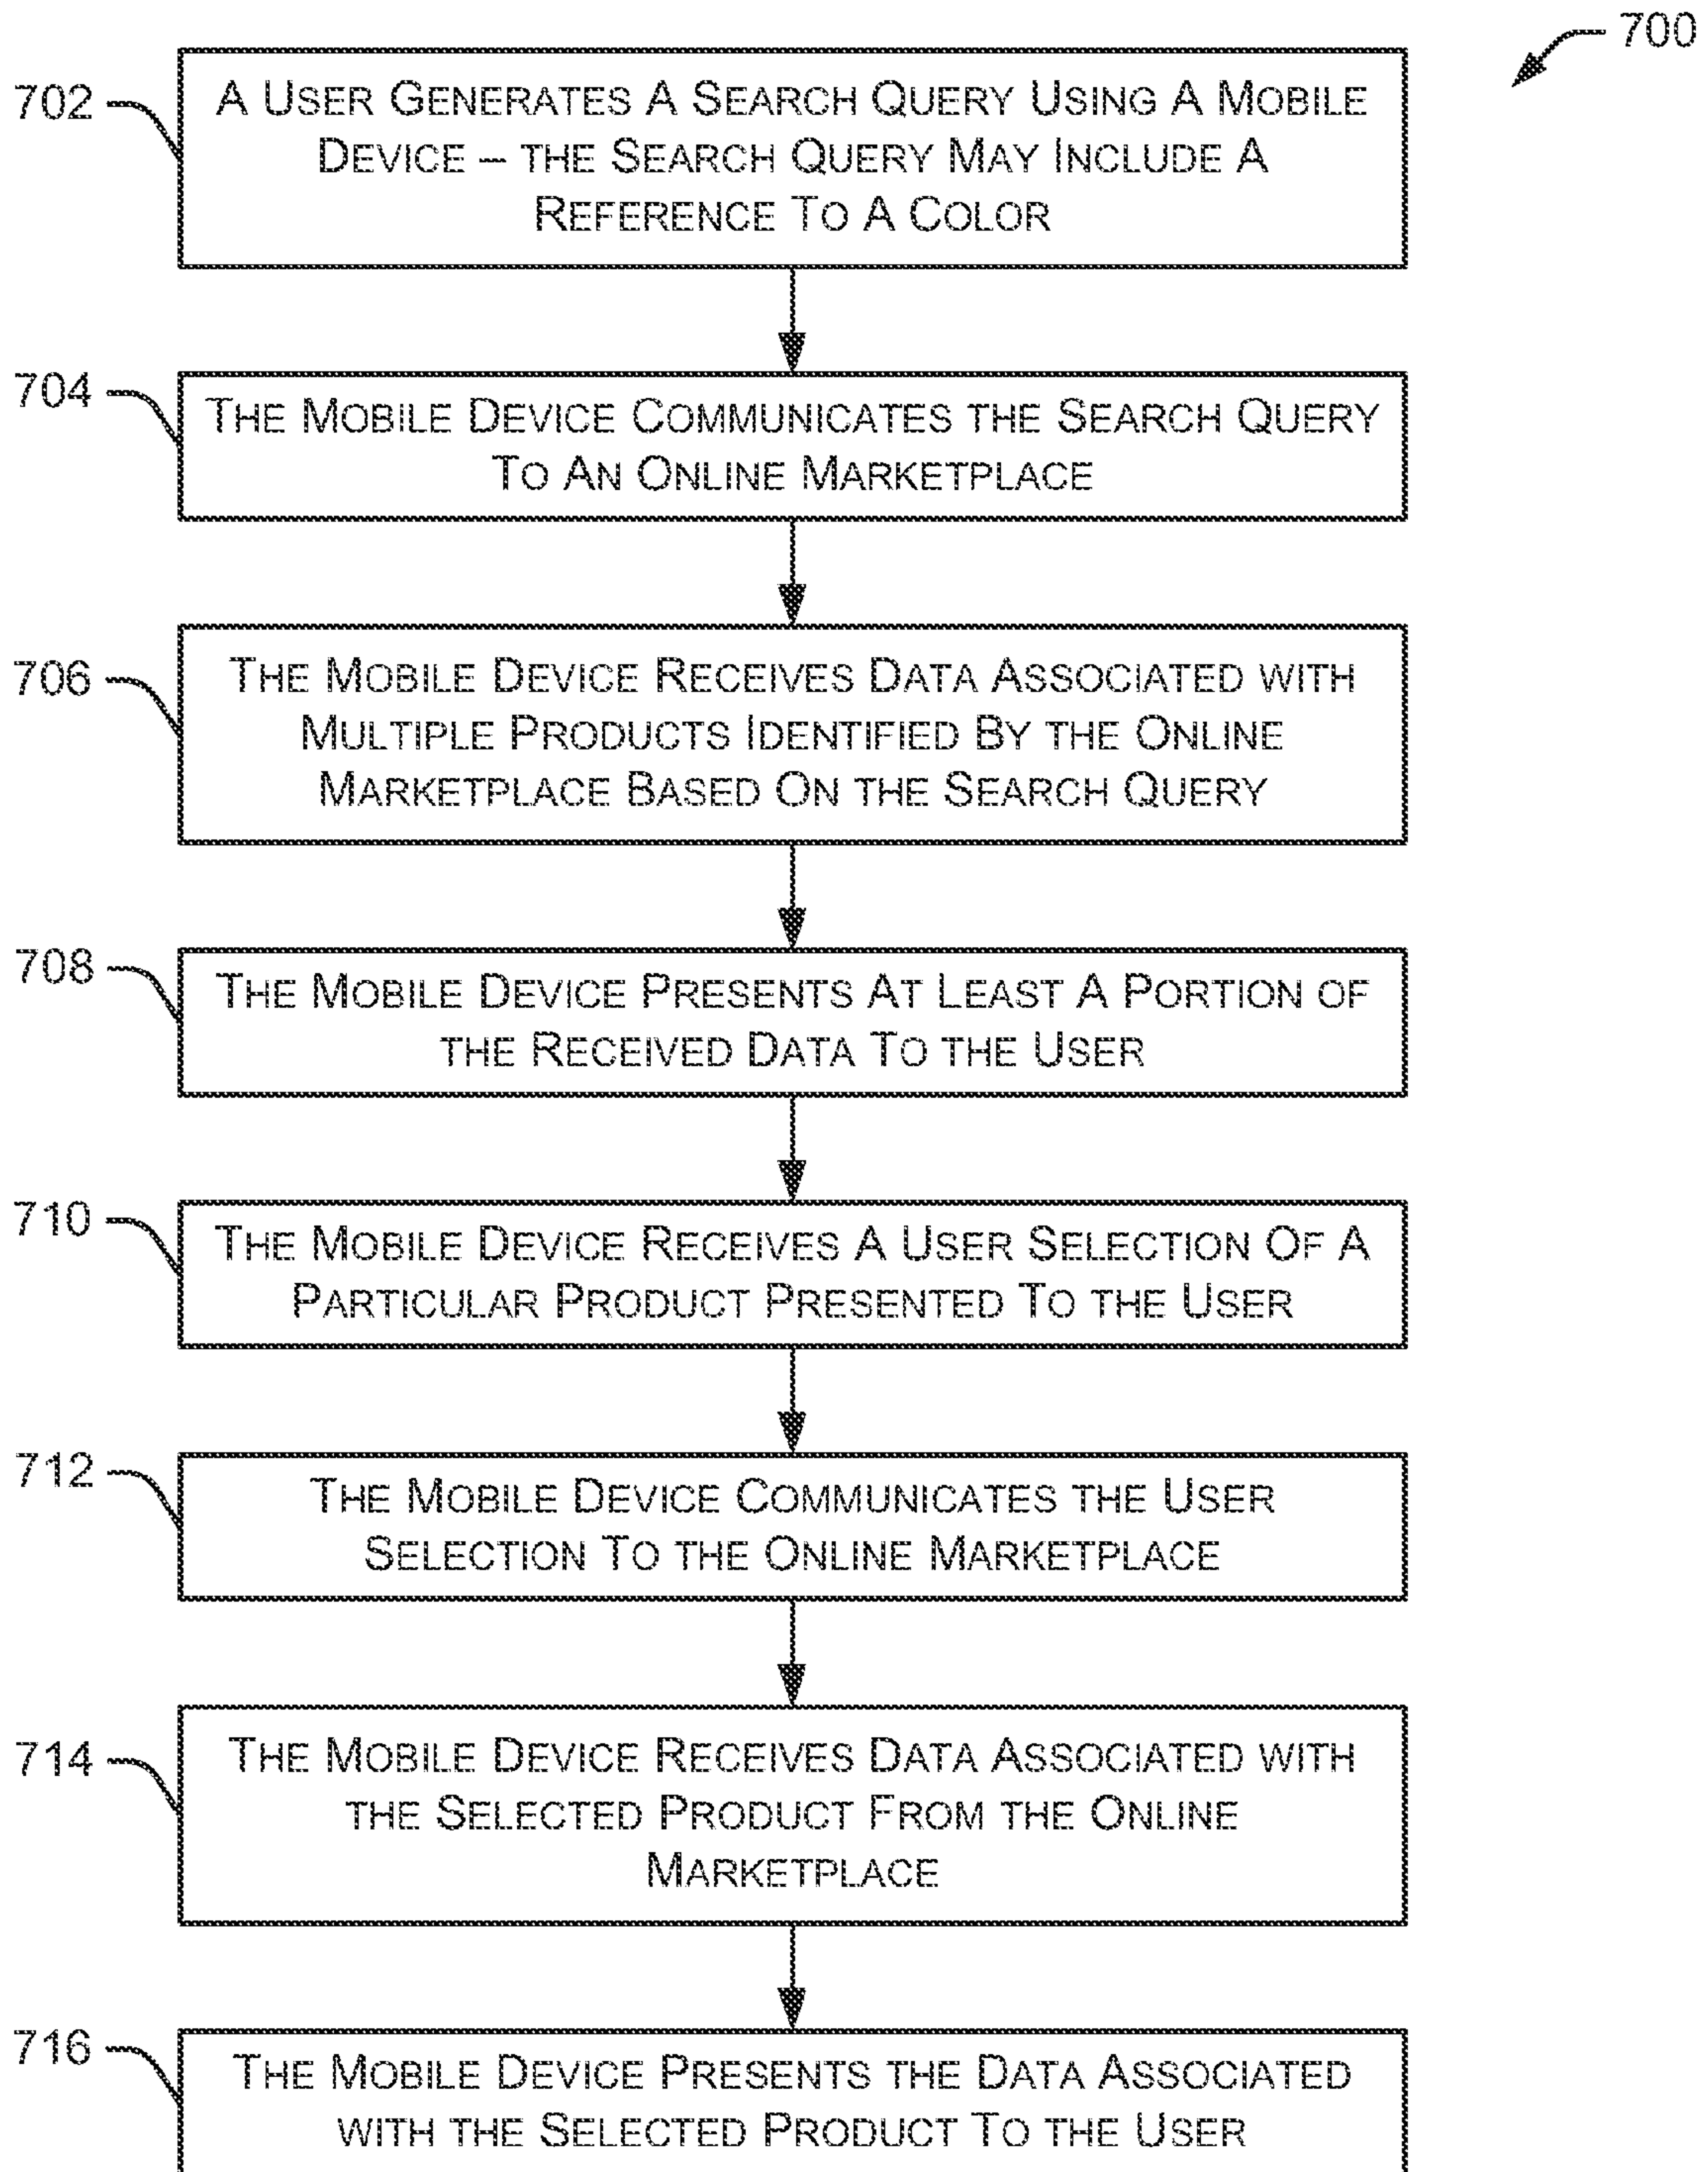 700
702
A USER GENERATES A SEARCH QUERY USING A MOBILE
DEVICE – THE SEARCH QUERY MAY INCLUDE A
REFERENCE TO A COLOR
704
THE MOBILE DEVICE COMMUNICATES THE SEARCH QUERY
TO AN ONLINE MARKETPLACE
706
THE MOBILE DEVICE RECEIVES DATA ASSOCIATED WITH
MULTIPLE PRODUCTS IDENTIFIED BY THE ONLINE
MARKETPLACE BASED ON THE SEARCH QUERY
708
THE MOBILE DEVICE PRESENTS AT LEAST A PORTION OF
THE RECEIVED DATA TO THE USER
710
THE MOBILE DEVICE RECEIVES A USER SELECTION OF A
PARTICULAR PRODUCT PRESENTED TO THE USER
712
THE MOBILE DEVICE COMMUNICATES THE USER
SELECTION TO THE ONLINE MARKETPLACE
714
THE MOBILE DEVICE RECEIVES DATA ASSOCIATED WITH
THE SELECTED PRODUCT FROM THE ONLINE
MARKETPLACE
716
THE MOBILE DEVICE PRESENTS THE DATA ASSOCIATED
WITH THE SELECTED PRODUCT TO THE USER